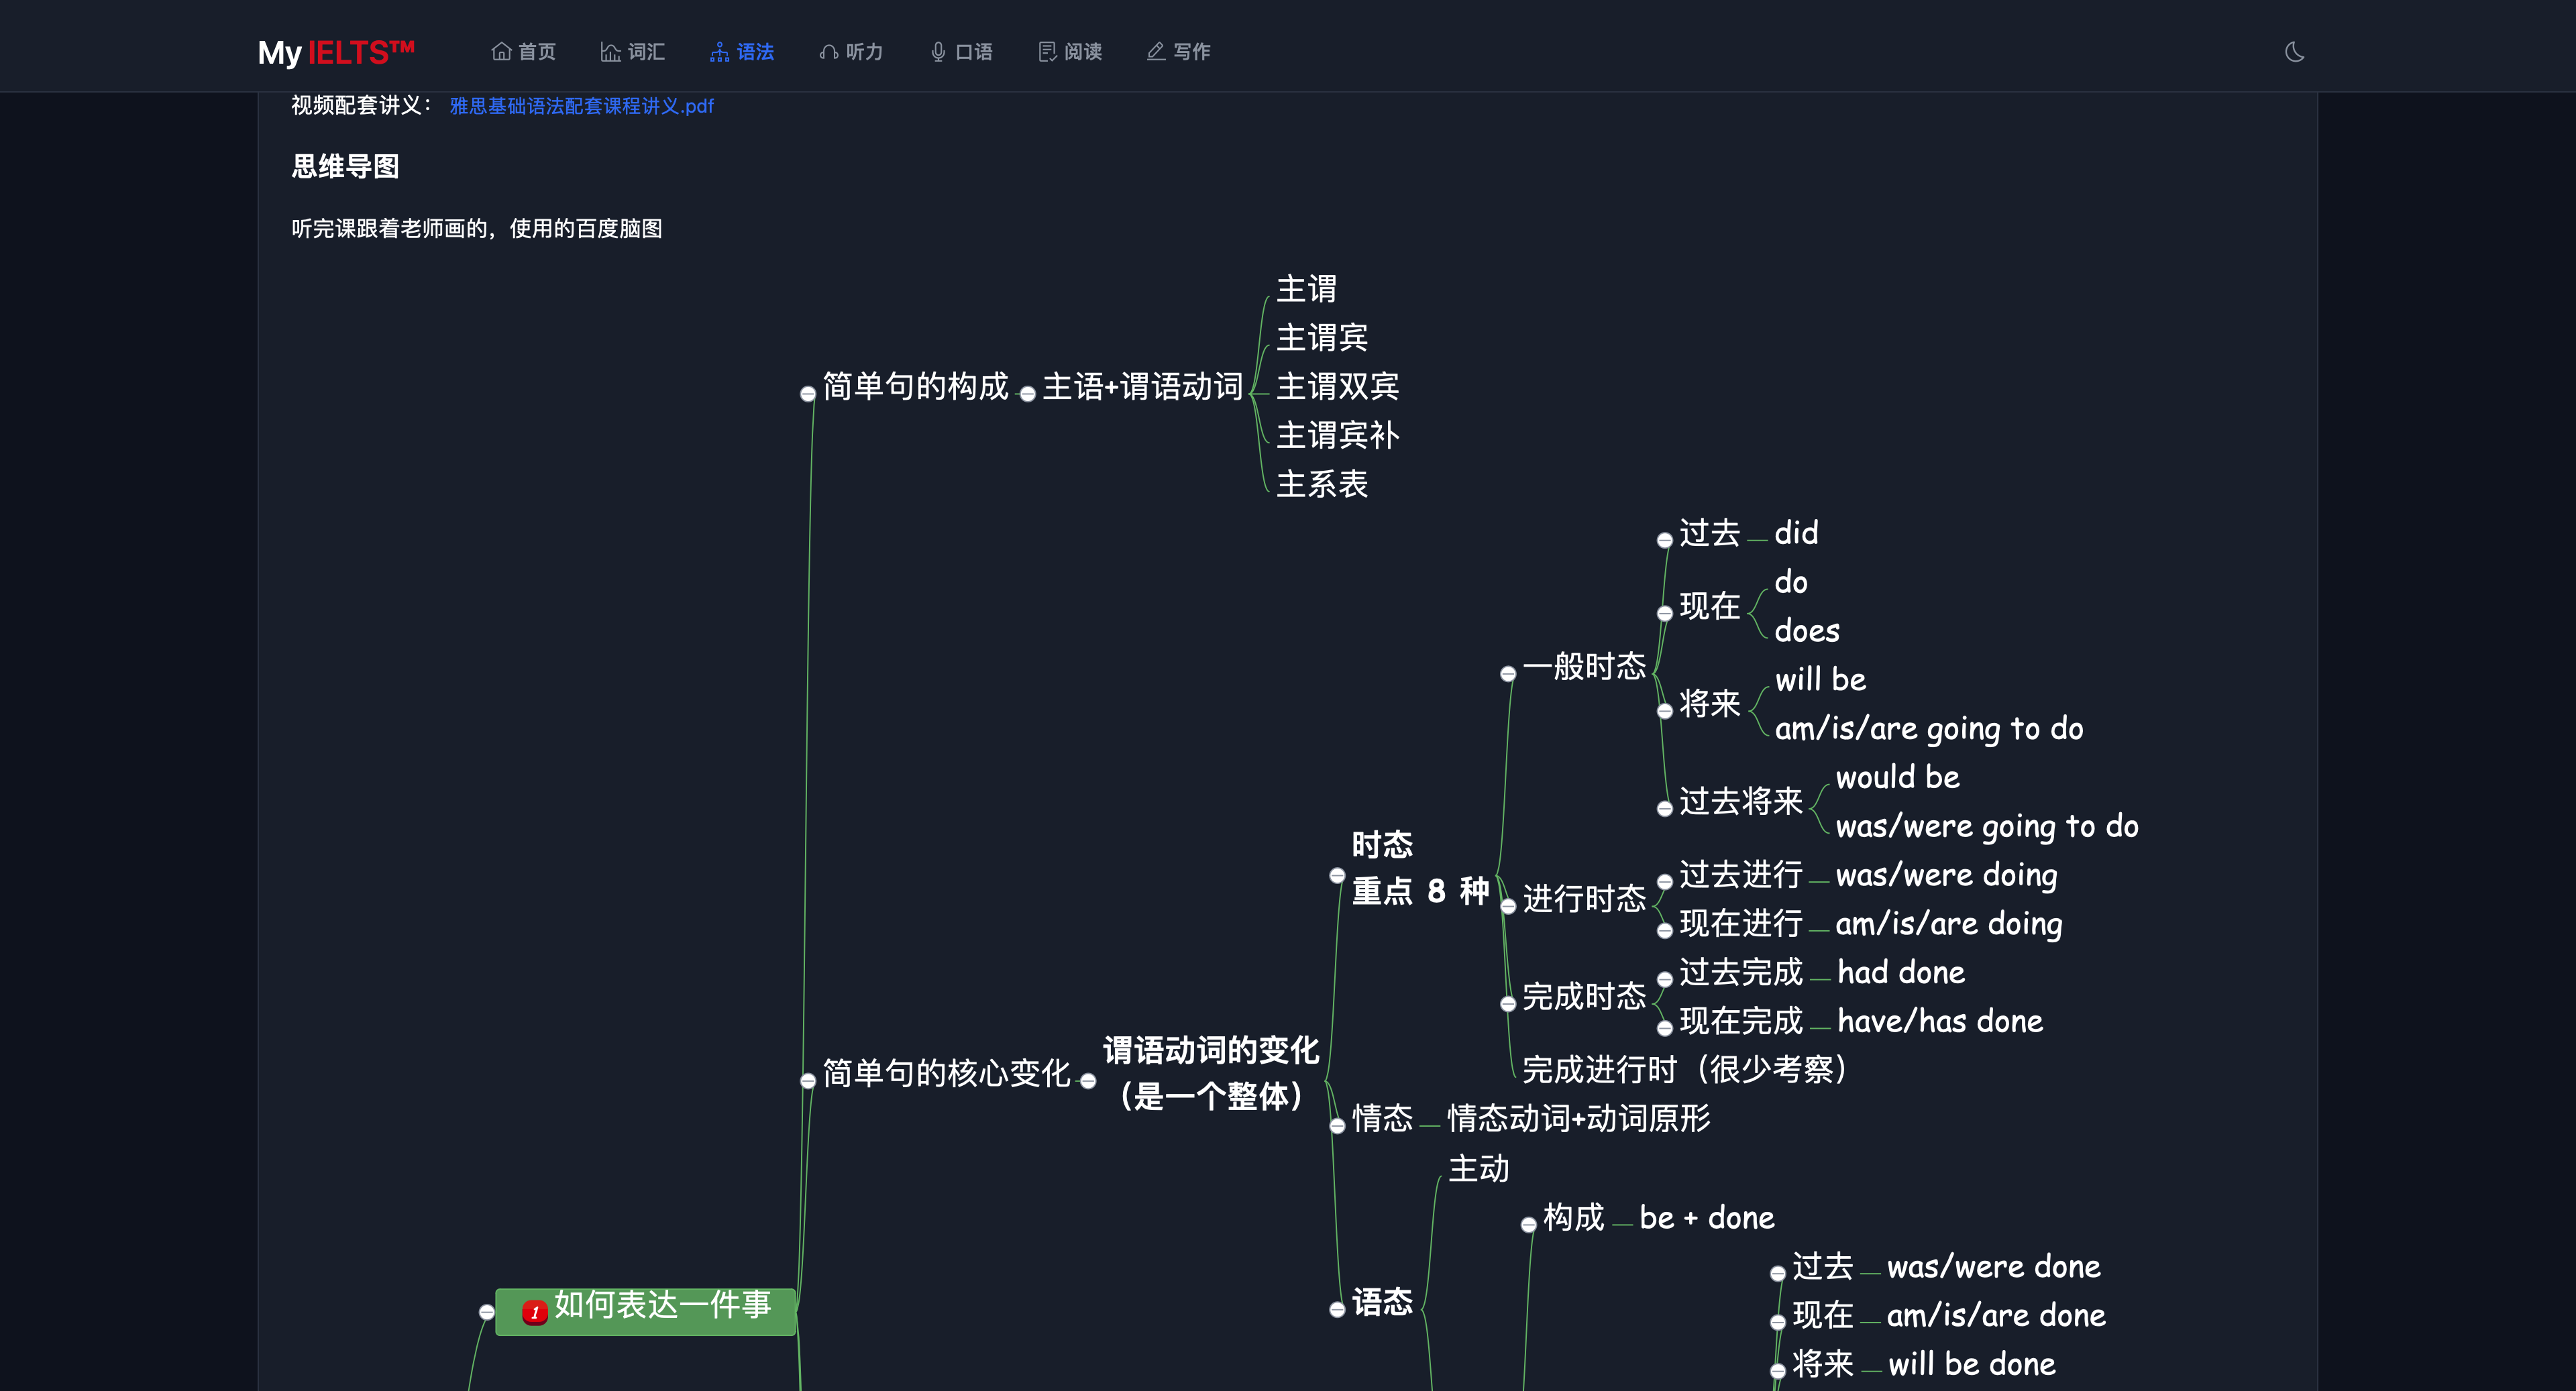 My IELTS™
首页
词汇
语法
听力
口语
阅读
写作
视频配套讲义： 雅思基础语法配套课程讲义.pdf
思维导图
听完课跟着老师画的，使用的百度脑图
主谓
主谓宾
简单句的构成
主语+谓语动词
主谓双宾
主谓宾补
主系表
过去
did
do
现在
does
一般时态
will be
将来
am/is/are going to do
would be
过去将来
was/were going to do
时态
重点 8 种
过去进行
was/were doing
进行时态
现在进行
am/is/are doing
过去完成
had done
完成时态
现在完成
have/has done
简单句的核心变化
谓语动词的变化
（是一个整体）
完成进行时（很少考察）
情态
情态动词+动词原形
主动
构成
be + done
过去
was/were done
1 如何表达一件事
语态
现在
am/is/are done
将来
will be done